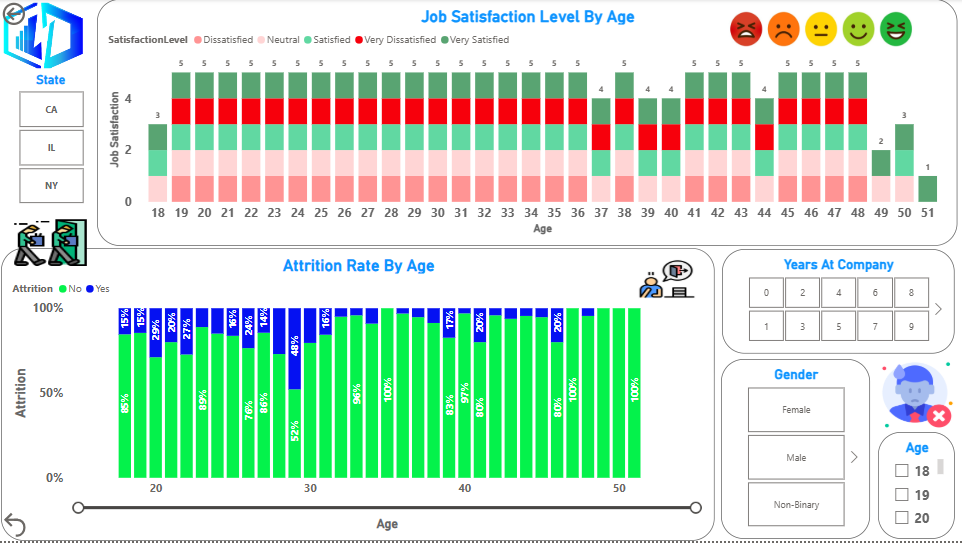 Job Satisfaction Level By Age
SatisfactionLevel Dissatisfied Neutral Satisfied Very Dissatisfied Very Satisfied
State
CA
IL
NY
Job Satisfaction
4
2
0
3 5 5 5 5 5 5 5 5 5 5 5 5 5 5 5 5 5 5 4 5 4 4 5 5 5 4 5 5 5 5 2 3 1
18 19 20 21 22 23 24 25 26 27 28 29 30 31 32 33 34 35 36 37 38 39 40 41 42 43 44 45 46 47 48 49 50 51
Age
Attrition Rate By Age
Attrition No Yes
Attrition
100%
50%
0%
15% 15% 29% 20% 27% 16% 24% 14% 48% 16% 17% 20% 20%
85% 89% 76% 86% 52% 96% 100% 83% 97% 80% 80% 100% 100%
20 30 40 50
Age
Years At Company
0 2 4 6 8
1 3 5 7 9
Gender
Female
Male
Non-Binary
Age
18
19
20